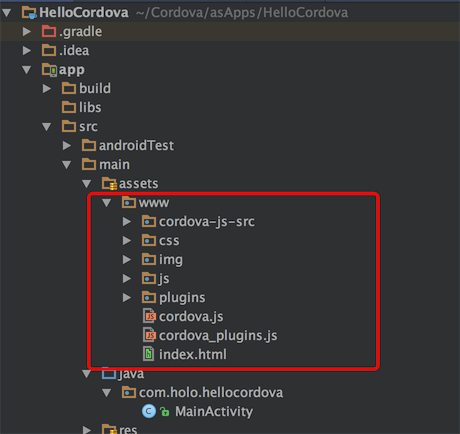 HelloCordova ~/Cordova/asApps/HelloCordova
.gradle
.idea
app
build
libs
src
androidTest
main
assets
www
cordova-js-src
css
img
js
plugins
cordova.js
cordova_plugins.js
index.html
java
com.holo.hellocordova
MainActivity
res